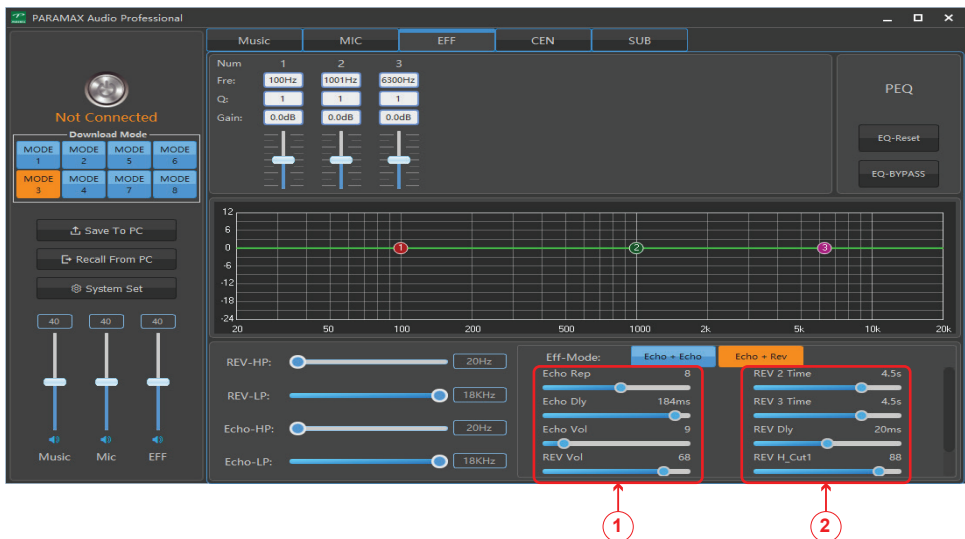 PARAMAX Audio Professional
Music MIC EFF CEN SUB
Not Connected
Download Mode
MODE 1 MODE 2 MODE 5 MODE 6
MODE 3 MODE 4 MODE 7 MODE 8
Save To PC
Recall From PC
System Set
40 40 40
Music Mic EFF
Num 1 2 3
Fre: 100Hz 1001Hz 6300Hz
Q: 1 1 1
Gain: 0.0dB 0.0dB 0.0dB
PEQ
EQ-Reset
EQ-BYPASS
12
6
0
-6
-12
-18
-24
1 2 3
20 50 100 200 500 1000 2k 5k 10k 20k
REV-HP: 20Hz
REV-LP: 18KHz
Echo-HP: 20Hz
Echo-LP: 18KHz
Eff-Mode: Echo + Echo Echo + Rev
Echo Rep 8
Echo Dly 184ms
Echo Vol 9
REV Vol 68
REV 2 Time 4.5s
REV 3 Time 4.5s
REV Dly 20ms
REV H_Cut1 88
1 2